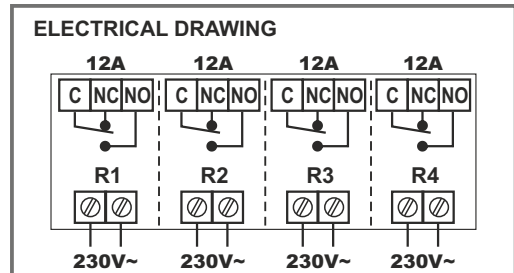 ELECTRICAL DRAWING
12A 12A 12A 12A
C NC NO C NC NO C NC NO C NC NO
R1 R2 R3 R4
230V~ 230V~ 230V~ 230V~